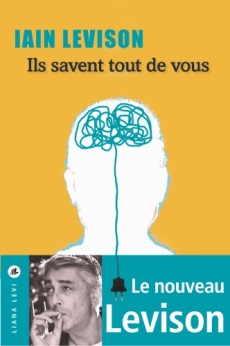 IAIN LEVISON
Ils savent tout de vous
LIANA LEVI
Le nouveau
Levison